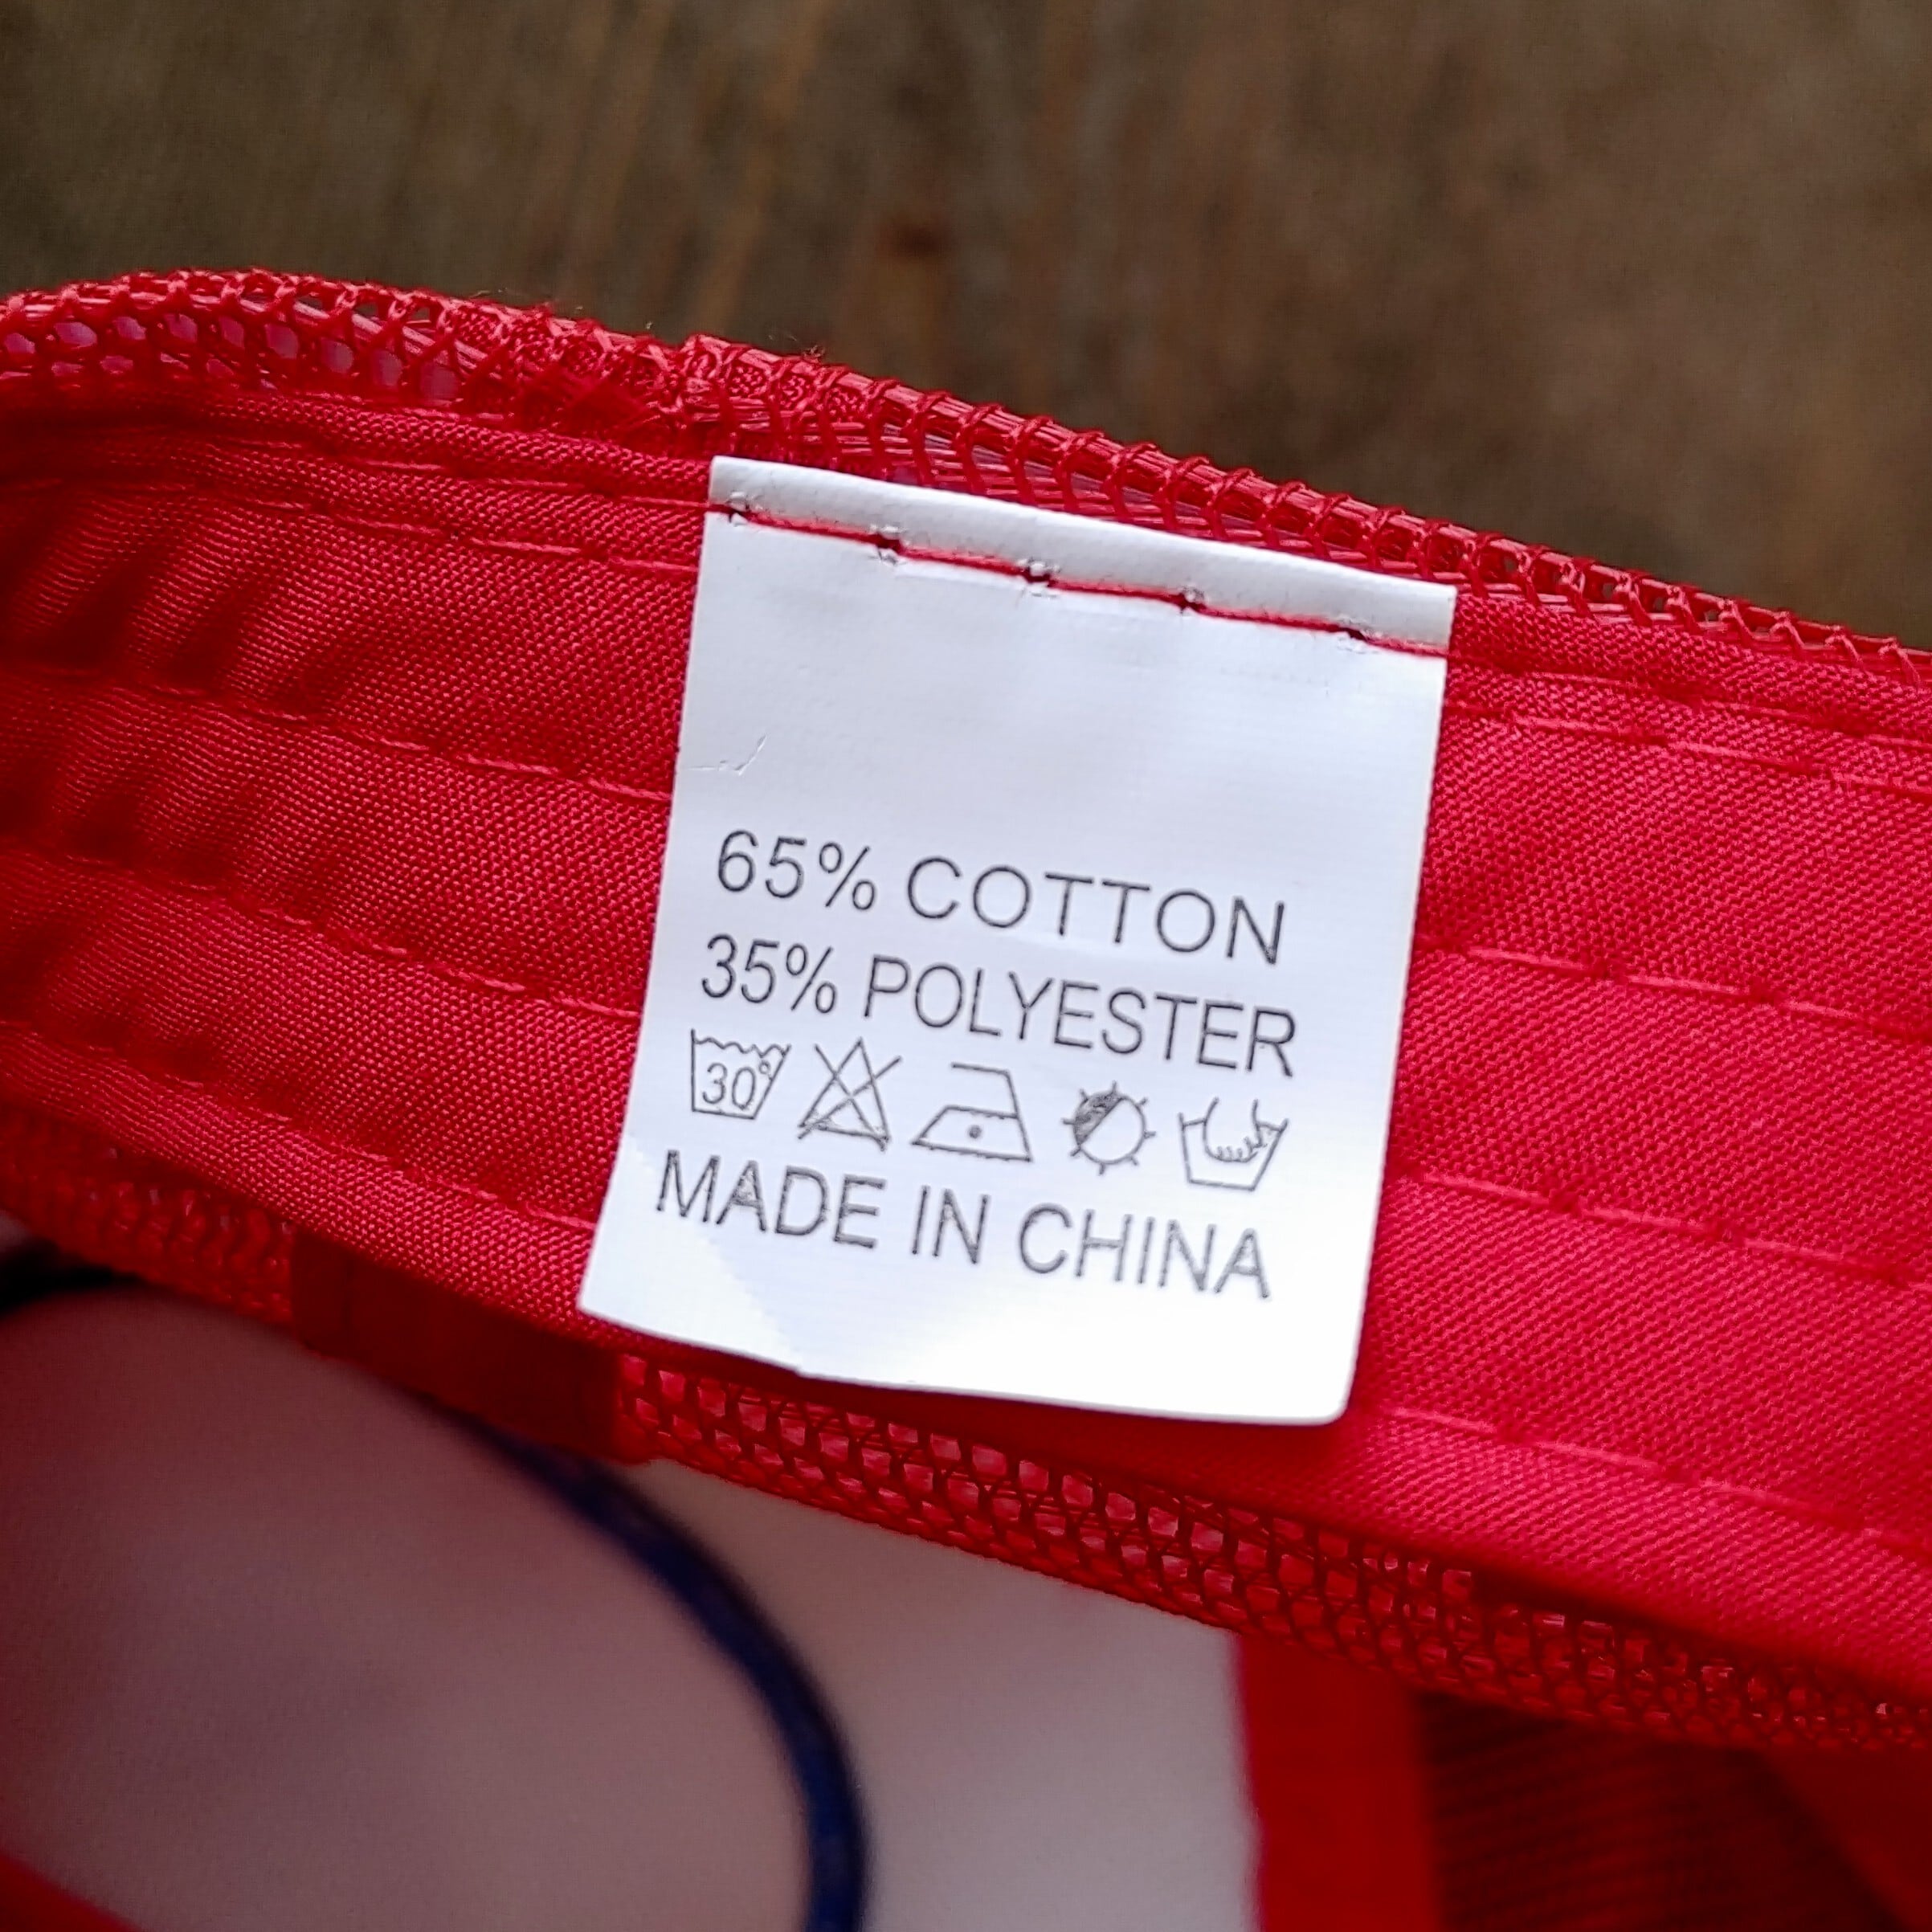 65% COTTON
35% POLYESTER
30°
MADE IN CHINA